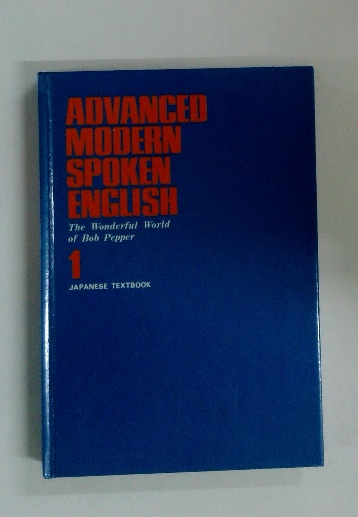 ADVANCED
MODERN
SPOKEN
ENGLISH
The Wonderful World
of Bob Pepper
1
JAPANESE TEXTBOOK